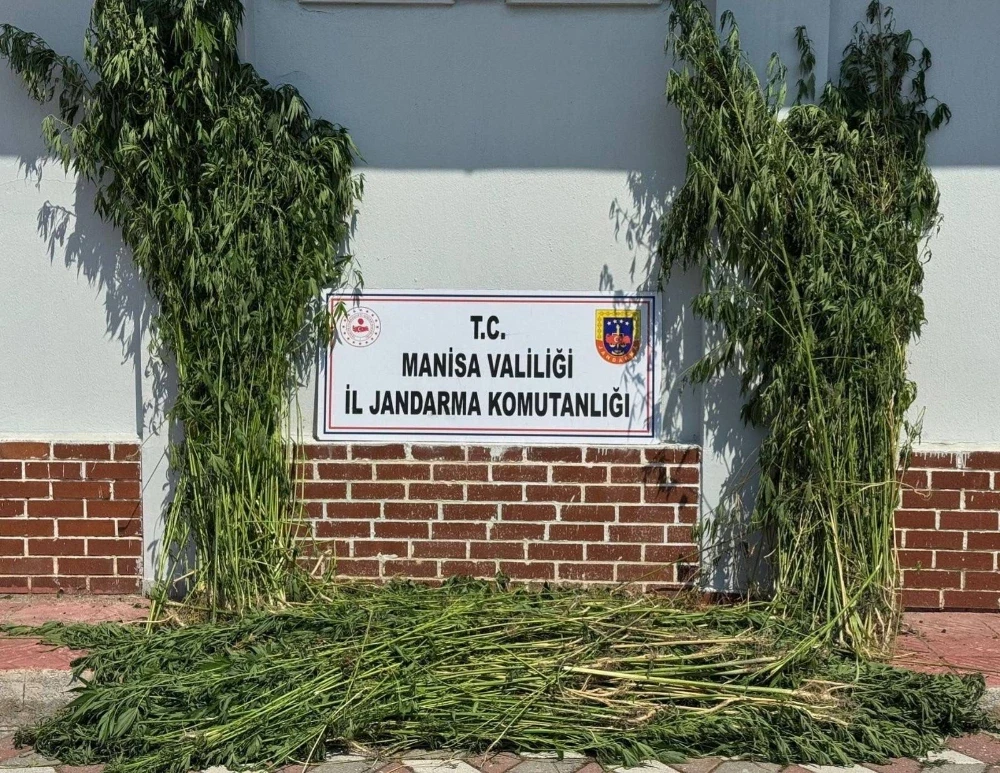 T.C.
MANİSA VALİLİĞİ
İL JANDARMA KOMUTANLIĞI